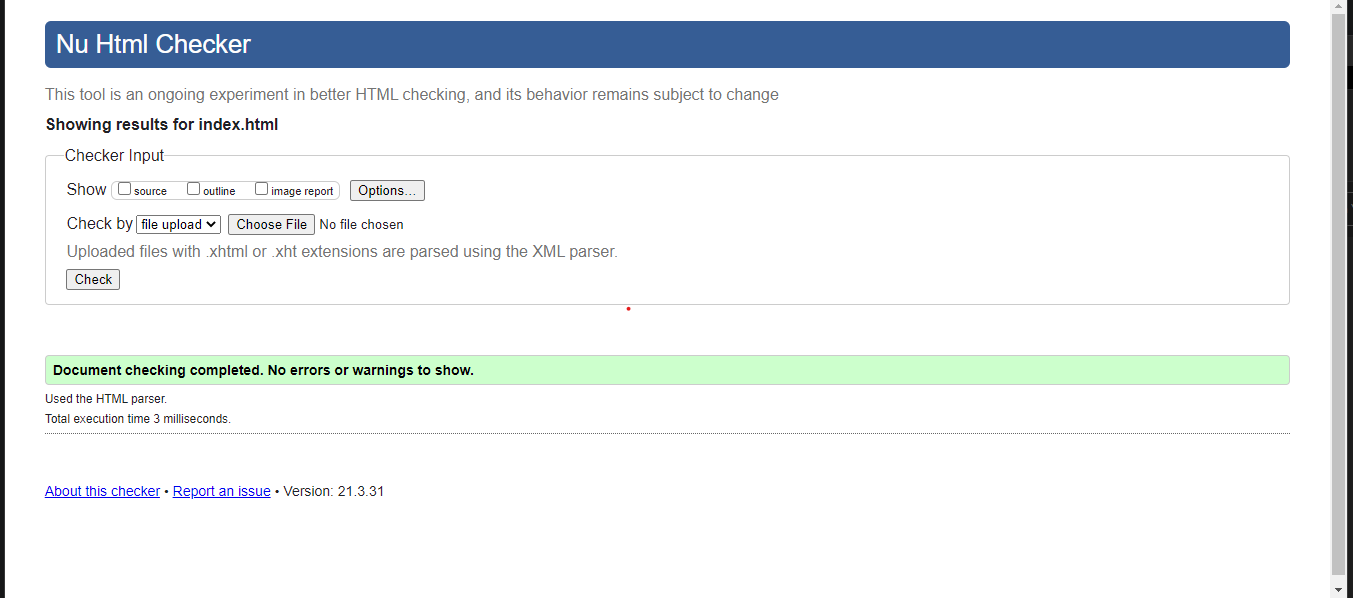 Nu Html Checker
This tool is an ongoing experiment in better HTML checking, and its behavior remains subject to change
Showing results for index.html
Checker Input
Show source outline image report Options...
Check by file upload Choose File No file chosen
Uploaded files with .xhtml or .xht extensions are parsed using the XML parser.
Check
Document checking completed. No errors or warnings to show.
Used the HTML parser.
Total execution time 3 milliseconds.
About this checker • Report an issue • Version: 21.3.31